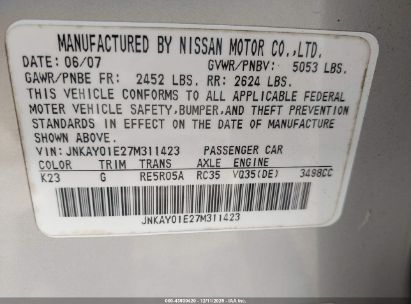 MANUFACTURED BY NISSAN MOTOR CO.,LTD.
DATE: 06/07 GVWR/PNBV: 5053 LBS.
GAWR/PNBE FR: 2452 LBS. RR: 2624 LBS.
THIS VEHICLE CONFORMS TO ALL APPLICABLE FEDERAL
MOTOR VEHICLE SAFETY, BUMPER, AND THEFT PREVENTION
STANDARDS IN EFFECT ON THE DATE OF MANUFACTURE
SHOWN ABOVE.
VIN: JNKAY01E27M311423 PASSENGER CAR
COLOR TRIM TRANS AXLE ENGINE
K23 G RE5R05A RC35 VQ35(DE) 3498CC
JNKAY01E27M311423